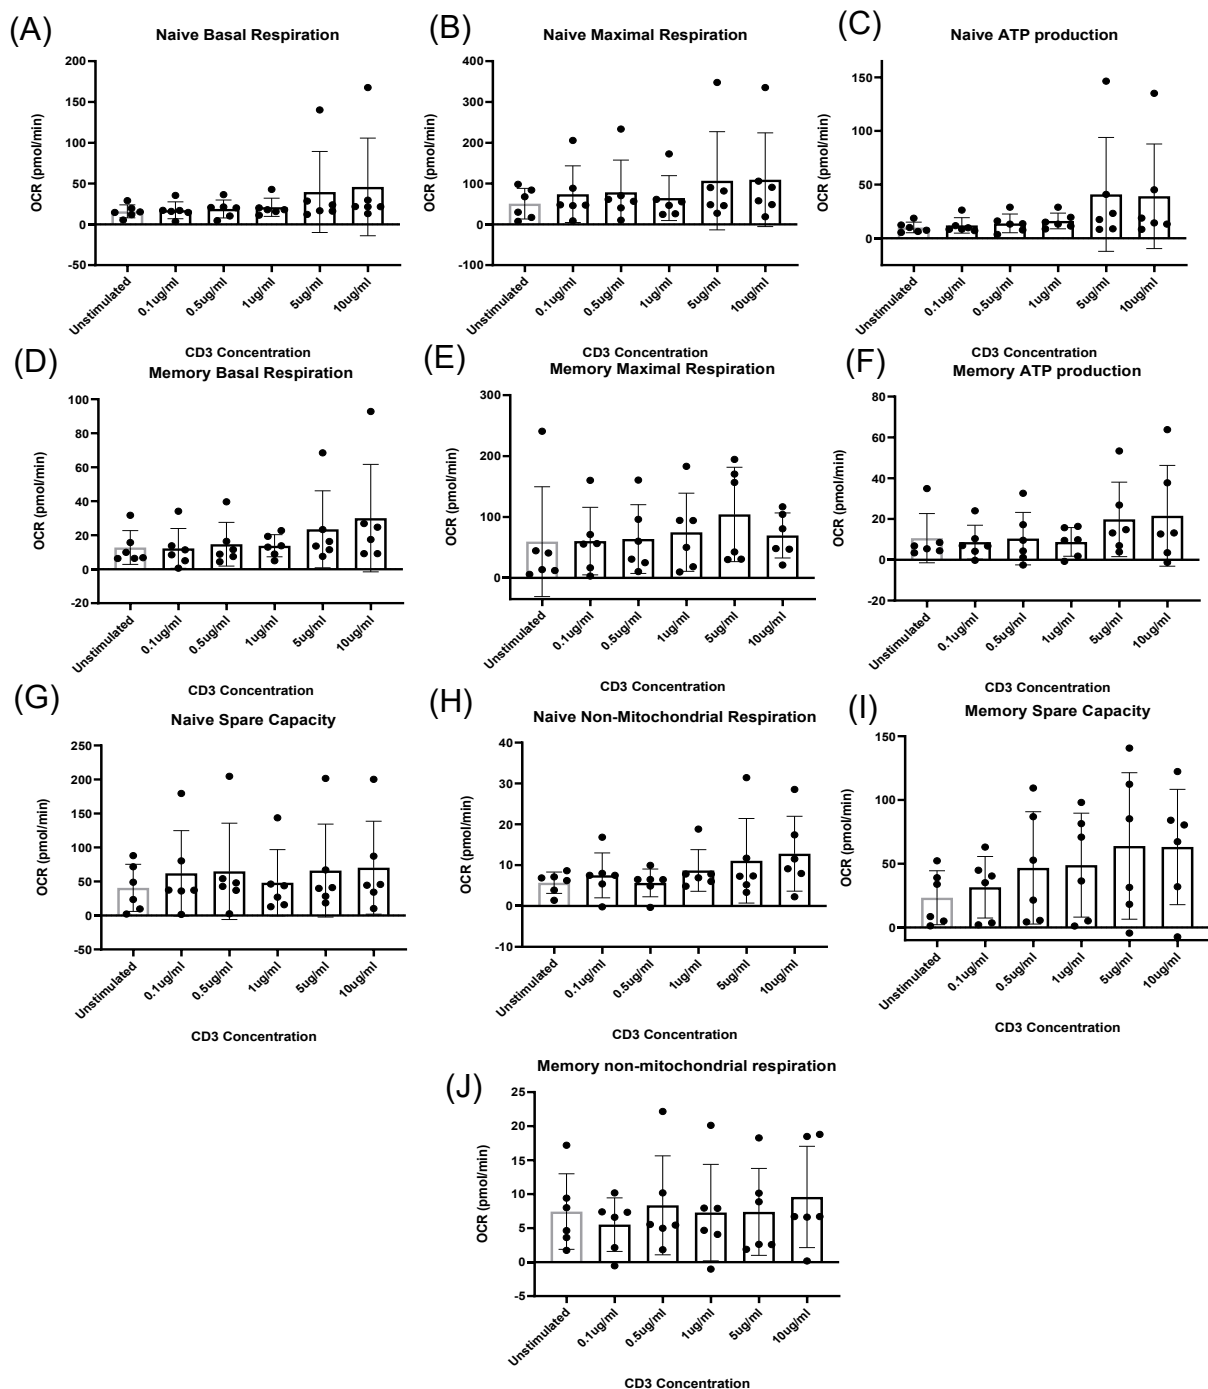 (A)
Naive Basal Respiration
OCR (pmol/min)
200
150
100
50
0
-50
Unstimulated
0.1ug/ml
0.5ug/ml
1ug/ml
5ug/ml
10ug/ml
CD3 Concentration
(B)
Naive Maximal Respiration
OCR (pmol/min)
400
300
200
100
0
-100
Unstimulated
0.1ug/ml
0.5ug/ml
1ug/ml
5ug/ml
10ug/ml
CD3 Concentration
(C)
Naive ATP production
OCR (pmol/min)
150
100
50
0
Unstimulated
0.1ug/ml
0.5ug/ml
1ug/ml
5ug/ml
10ug/ml
CD3 Concentration
(D)
Memory Basal Respiration
OCR (pmol/min)
100
80
60
40
20
0
-20
Unstimulated
0.1ug/ml
0.5ug/ml
1ug/ml
5ug/ml
10ug/ml
CD3 Concentration
(E)
Memory Maximal Respiration
OCR (pmol/min)
300
200
100
0
Unstimulated
0.1ug/ml
0.5ug/ml
1ug/ml
5ug/ml
10ug/ml
CD3 Concentration
(F)
Memory ATP production
OCR (pmol/min)
80
60
40
20
0
-20
Unstimulated
0.1ug/ml
0.5ug/ml
1ug/ml
5ug/ml
10ug/ml
CD3 Concentration
(G)
Naive Spare Capacity
OCR (pmol/min)
250
200
150
100
50
0
-50
Unstimulated
0.1ug/ml
0.5ug/ml
1ug/ml
5ug/ml
10ug/ml
CD3 Concentration
(H)
Naive Non-Mitochondrial Respiration
OCR (pmol/min)
40
30
20
10
0
-10
Unstimulated
0.1ug/ml
0.5ug/ml
1ug/ml
5ug/ml
10ug/ml
CD3 Concentration
(I)
Memory Spare Capacity
OCR (pmol/min)
150
100
50
0
Unstimulated
0.1ug/ml
0.5ug/ml
1ug/ml
5ug/ml
10ug/ml
CD3 Concentration
(J)
Memory non-mitochondrial respiration
OCR (pmol/min)
25
20
15
10
5
0
-5
Unstimulated
0.1ug/ml
0.5ug/ml
1ug/ml
5ug/ml
10ug/ml
CD3 Concentration